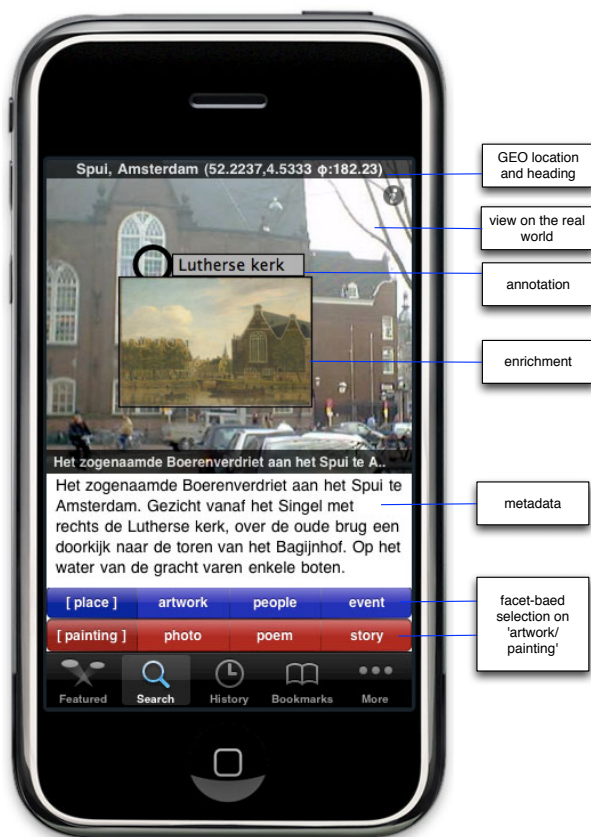 Spui, Amsterdam (52.2237,4.5333 φ:182.23)
Lutherse kerk
Het zogenaamde Boerenverdriet aan het Spui te A..
Het zogenaamde Boerenverdriet aan het Spui te
Amsterdam. Gezicht vanaf het Singel met
rechts de Lutherse kerk, over de oude brug een
doorkijk naar de toren van het Bagijnhof. Op het
water van de gracht varen enkele boten.
[ place ] artwork people event
[ painting ] photo poem story
Featured Search History Bookmarks More
GEO location
and heading
view on the real
world
annotation
enrichment
metadata
facet-baed
selection on
'artwork/
painting'